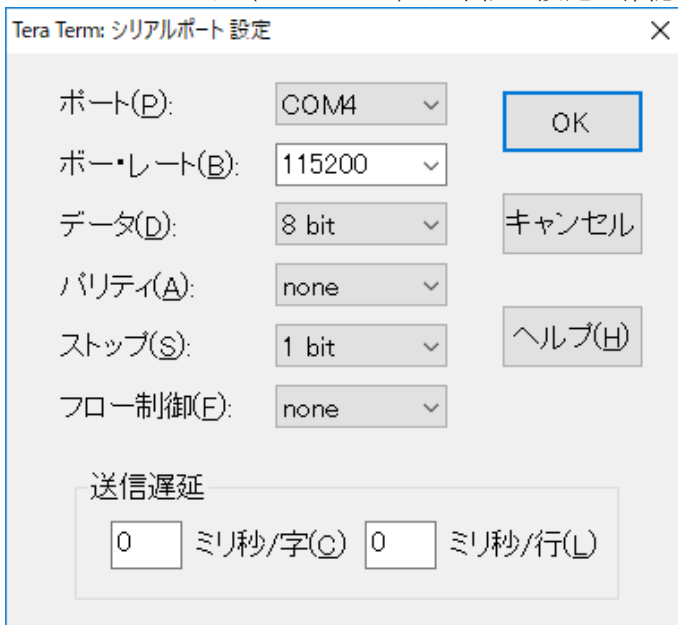 Tera Term: シリアルポート 設定
ポート(P): COM4
OK
ボー・レート(B): 115200
データ(D): 8 bit
キャンセル
パリティ(A): none
ストップ(S): 1 bit
ヘルプ(H)
フロー制御(F): none
送信遅延
0 ミリ秒/字(C) 0 ミリ秒/行(L)